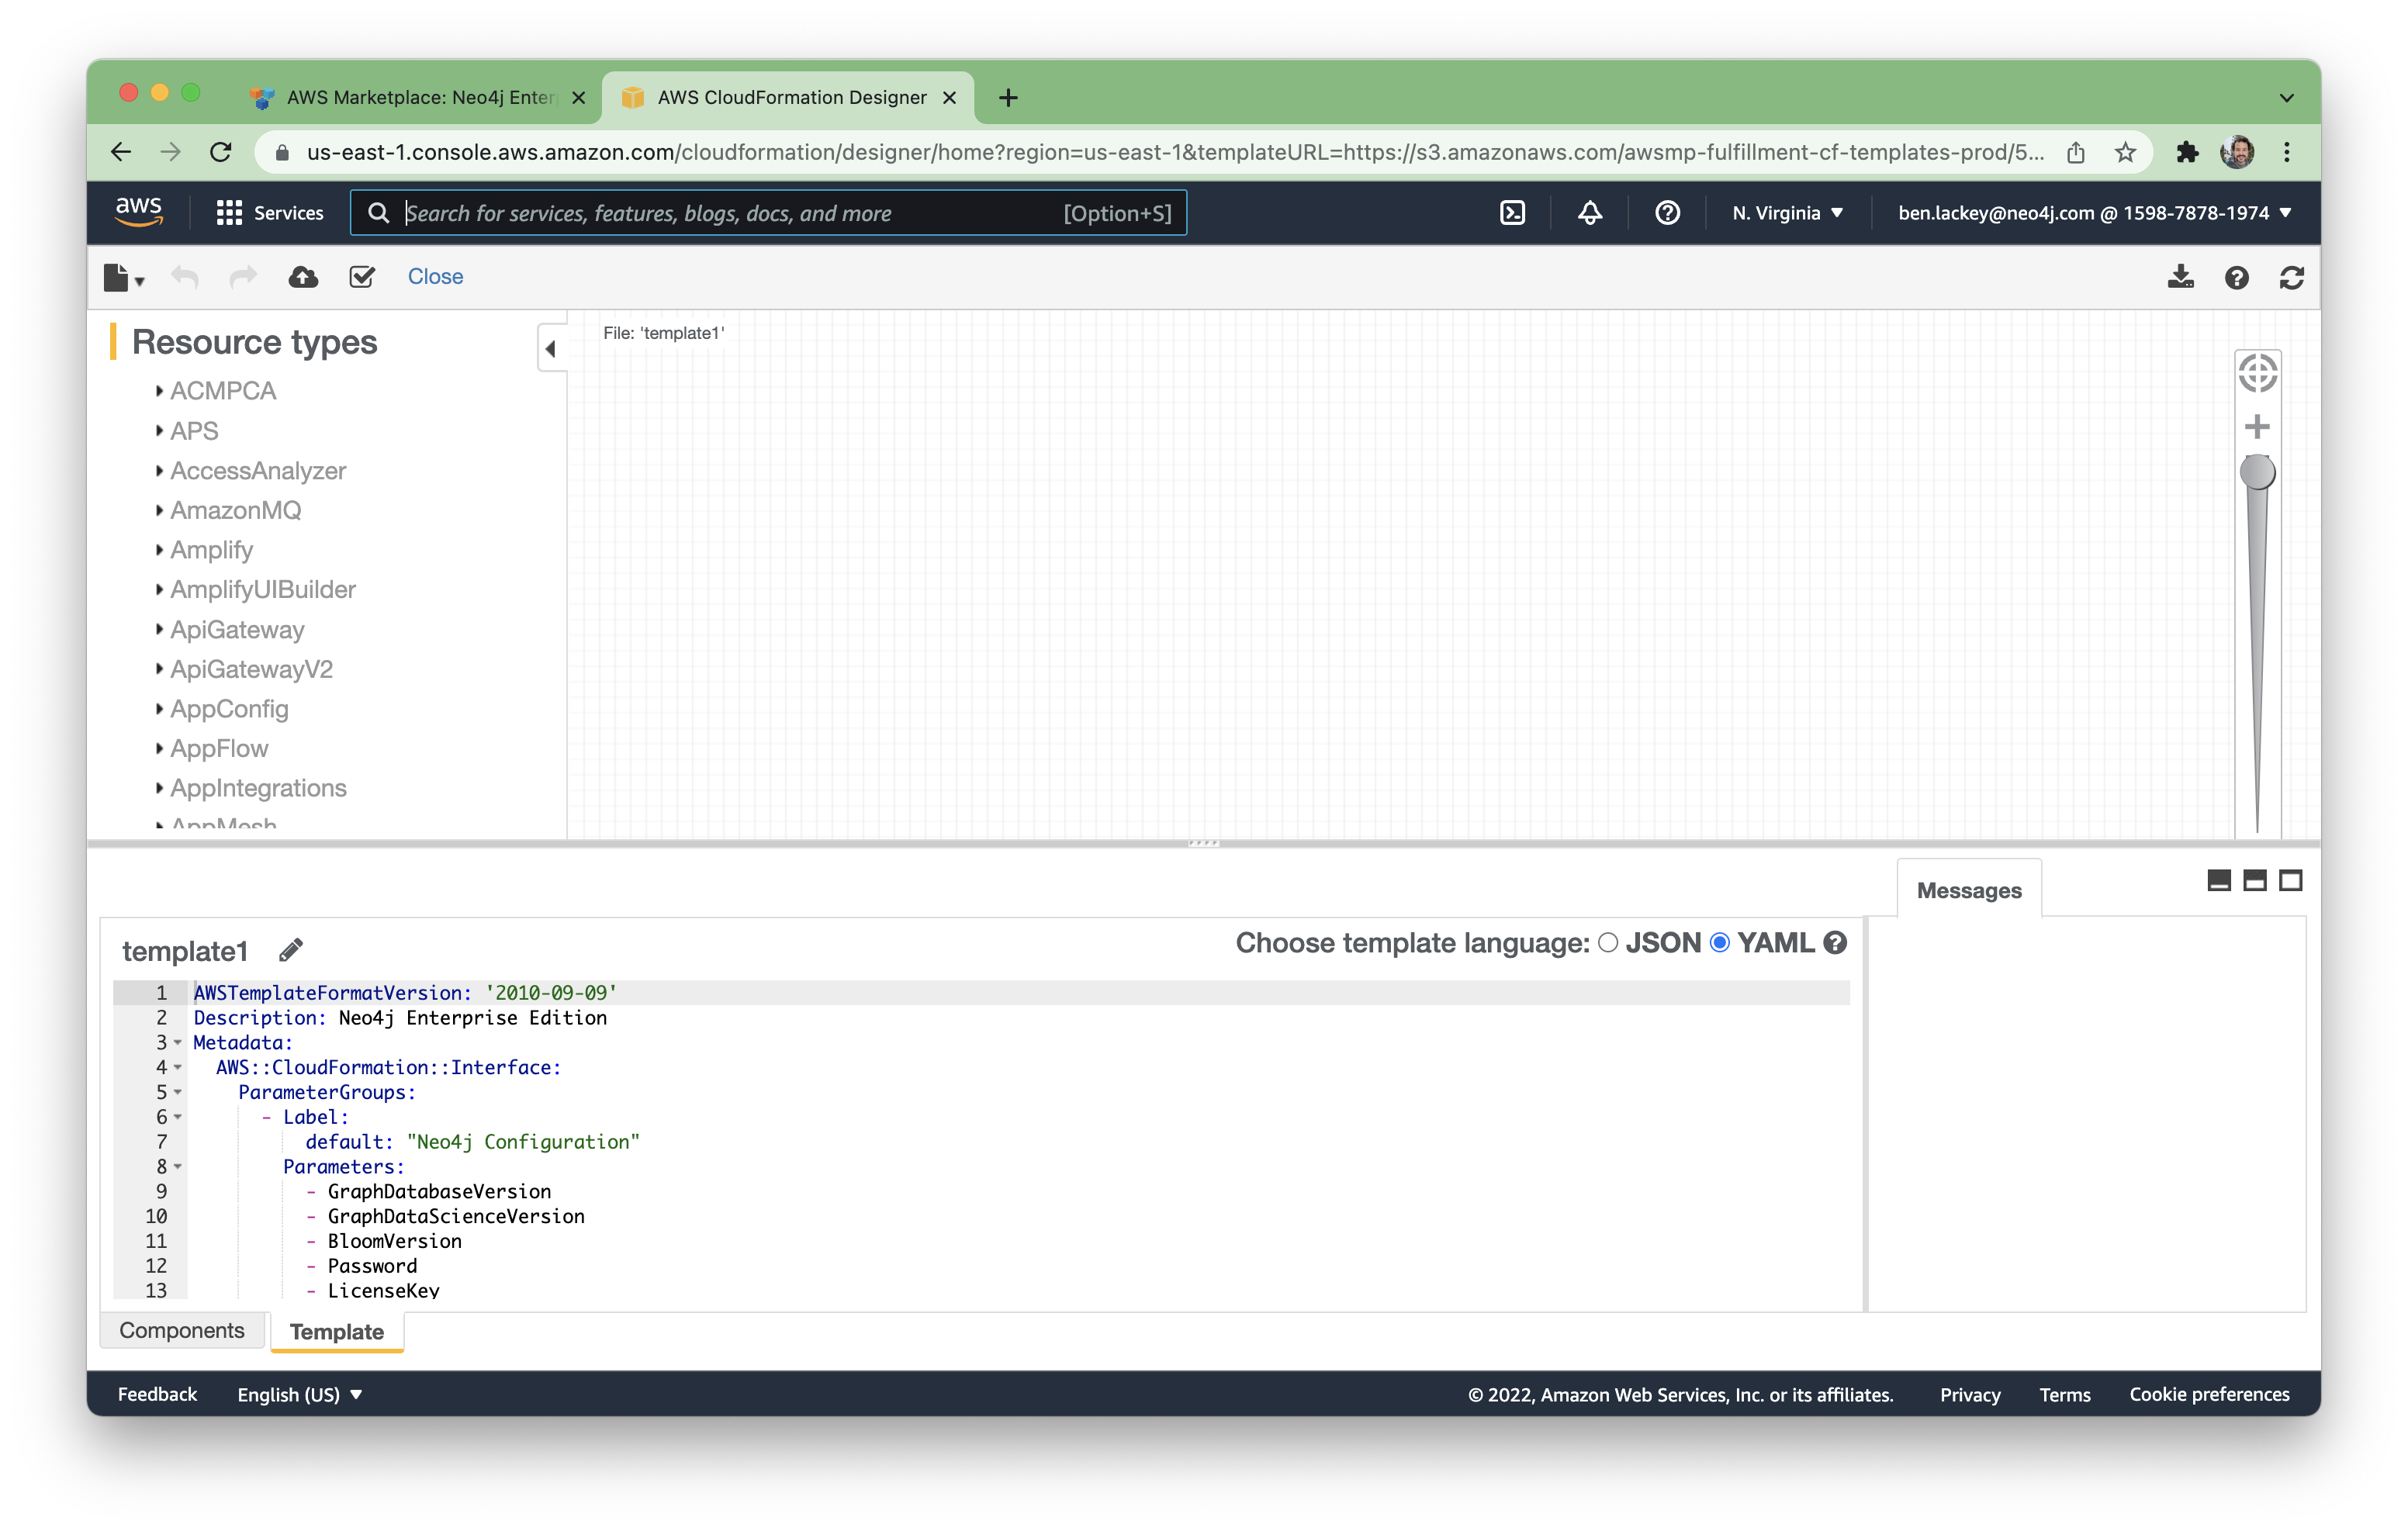 AWS Marketplace: Neo4j Enter
AWS CloudFormation Designer
us-east-1.console.aws.amazon.com/cloudformation/designer/home?region=us-east-1&templateURL=https://s3.amazonaws.com/awsmp-fulfillment-cf-templates-prod/5...
aws
Services
Search for services, features, blogs, docs, and more
[Option+S]
N. Virginia
ben.lackey@neo4j.com @ 1598-7878-1974
Close
Resource types
File: 'template1'
ACMPCA
APS
AccessAnalyzer
AmazonMQ
Amplify
AmplifyUIBuilder
ApiGateway
ApiGatewayV2
AppConfig
AppFlow
AppIntegrations
AppMesh
Messages
template1
Choose template language: JSON YAML
1 AWSTemplateFormatVersion: '2010-09-09'
2 Description: Neo4j Enterprise Edition
3 Metadata:
4 AWS::CloudFormation::Interface:
5 ParameterGroups:
6 - Label:
7 default: "Neo4j Configuration"
8 Parameters:
9 - GraphDatabaseVersion
10 - GraphDataScienceVersion
11 - BloomVersion
12 - Password
13 - LicenseKey
Components
Template
Feedback
English (US)
© 2022, Amazon Web Services, Inc. or its affiliates.
Privacy
Terms
Cookie preferences